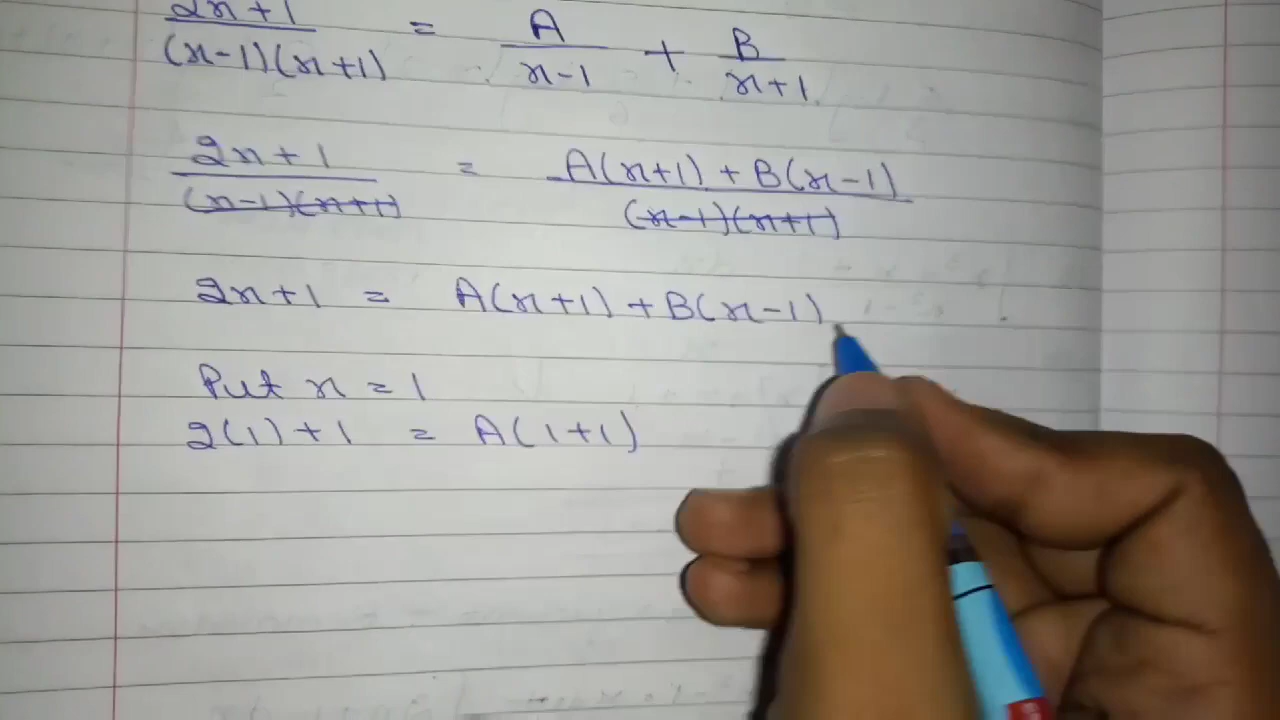 2x+1 / (x-1)(x+1) = A / x-1 + B / x+1
2x+1 / (x-1)(x+1) = A(x+1) + B(x-1) / (x-1)(x+1)
2x+1 = A(x+1) + B(x-1)
Put x = 1
2(1)+1 = A(1+1)